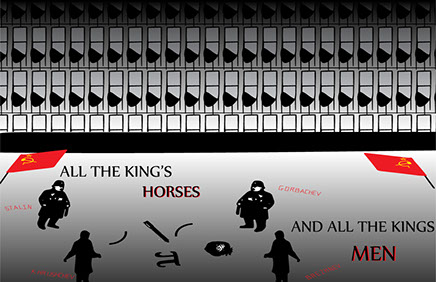 ALL THE KING'S
HORSES
STALIN
GORBACHEV
AND ALL THE KINGS
MEN